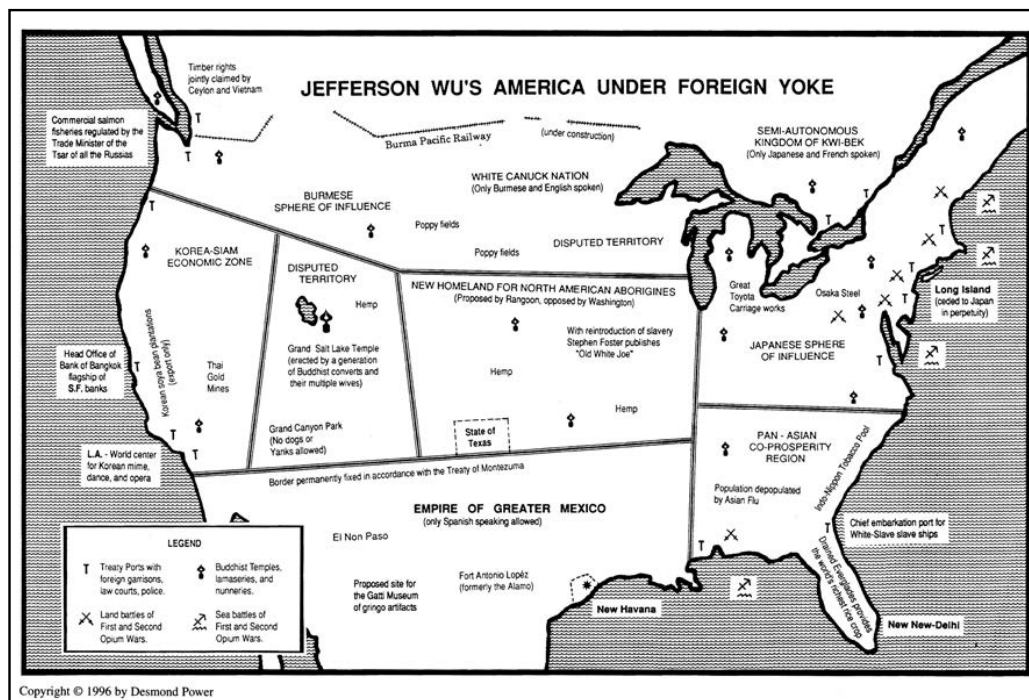 JEFFERSON WU'S AMERICA UNDER FOREIGN YOKE
Timber rights
jointly claimed by
Ceylon and Vietnam
Commercial salmon
fisheries regulated by the
Trade Minister of the
Tsar of all the Russias
Burma Pacific Railway
(under construction)
SEMI-AUTONOMOUS
KINGDOM OF KWI-BEK
(Only Japanese and French spoken)
WHITE CANUCK NATION
(Only Burmese and English spoken)
BURMESE
SPHERE OF INFLUENCE
Poppy fields
Poppy fields
DISPUTED TERRITORY
KOREA-SIAM
ECONOMIC ZONE
DISPUTED
TERRITORY
Hemp
NEW HOMELAND FOR NORTH AMERICAN ABORIGINES
(Proposed by Rangoon, opposed by Washington)
Great
Toyota
Carriage works
Osaka Steel
Long Island
(ceded to Japan
in perpetuity)
With reintroduction of slavery
Stephen Foster publishes
"Old White Joe"
JAPANESE SPHERE
OF INFLUENCE
Grand Salt Lake Temple
(erected by a generation
of Buddhist converts and
their multiple wives)
Head Office of
Bank of Bangkok
flagship of
S.F. banks
Korean soya bean plantations
(export only)
Thai
Gold
Mines
Hemp
Hemp
Grand Canyon Park
(No dogs or
Yanks allowed)
State of
Texas
L.A. - World center
for Korean mime,
dance, and opera
Border permanently fixed in accordance with the Treaty of Montezuma
PAN - ASIAN
CO-PROSPERITY
REGION
Indo-Nippon Tobacco Pool
Population depopulated
by Asian Flu
EMPIRE OF GREATER MEXICO
(only Spanish speaking allowed)
El Non Paso
Chief embarkation port for
White-Slave slave ships
Drained Everglades provides
the world's richest rice crop
Proposed site for
the Gatti Museum
of gringo artifacts
Fort Antonio Lopéz
(formerly the Alamo)
New Havana
New New-Delhi
LEGEND
T Treaty Ports with
foreign garrisons,
law courts, police.
Buddhist Temples,
lamaseries, and
nunneries.
Land battles of
First and Second
Opium Wars.
Sea battles of
First and Second
Opium Wars.
Copyright © 1996 by Desmond Power